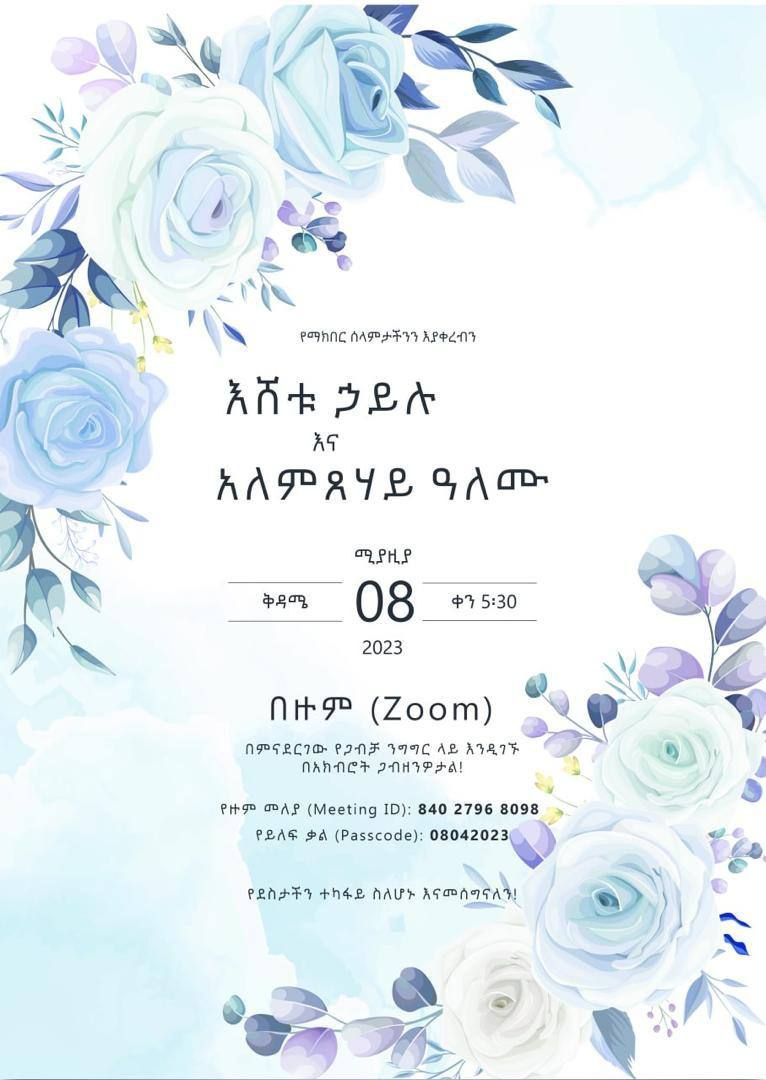 የማክበር ሰላምታችንን እያቀረብን
እሸቱ ኃይሉ
እና
አለምጸሃይ ዓለሙ
ሚያዚያ
ቅዳሜ 08 ቀን 5፡30
2023
በዙም (Zoom)
በምናደርገው የጋብቻ ንግግር ላይ እንዲገኙ
በአክብሮት ጋብዘንዎታል!
የዙም መለያ (Meeting ID): 840 2796 8098
የይለፍ ቃል (Passcode): 08042023
የደስታችን ተካፋይ ስለሆኑ እናመሰግናለን!